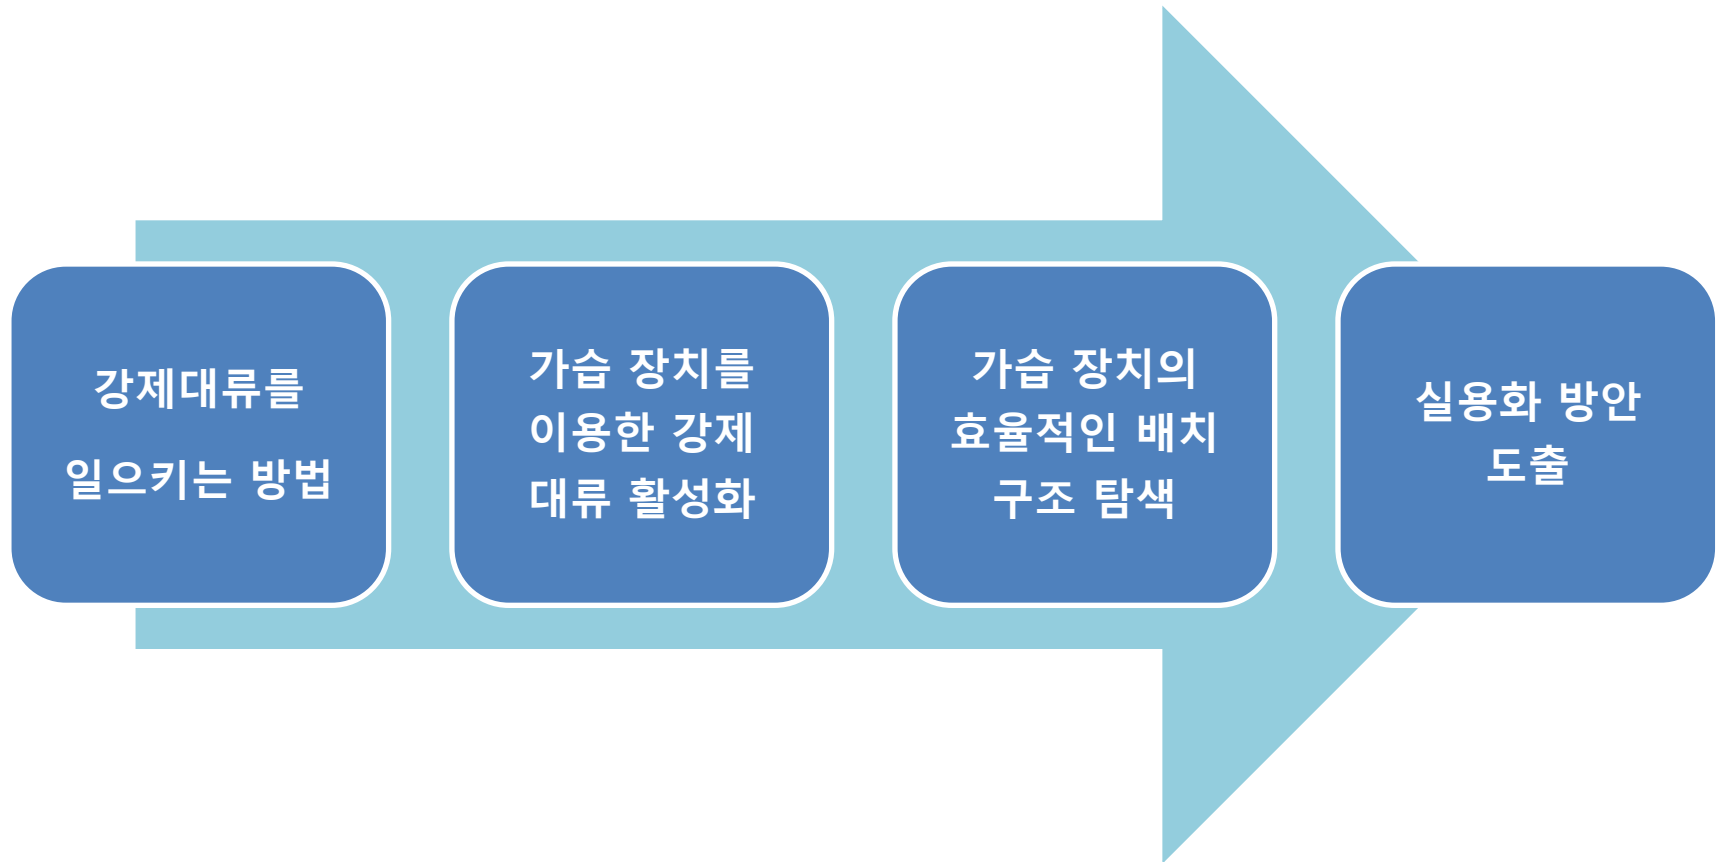 강제대류를
일으키는 방법
가습 장치를
이용한 강제
대류 활성화
가습 장치의
효율적인 배치
구조 탐색
실용화 방안
도출